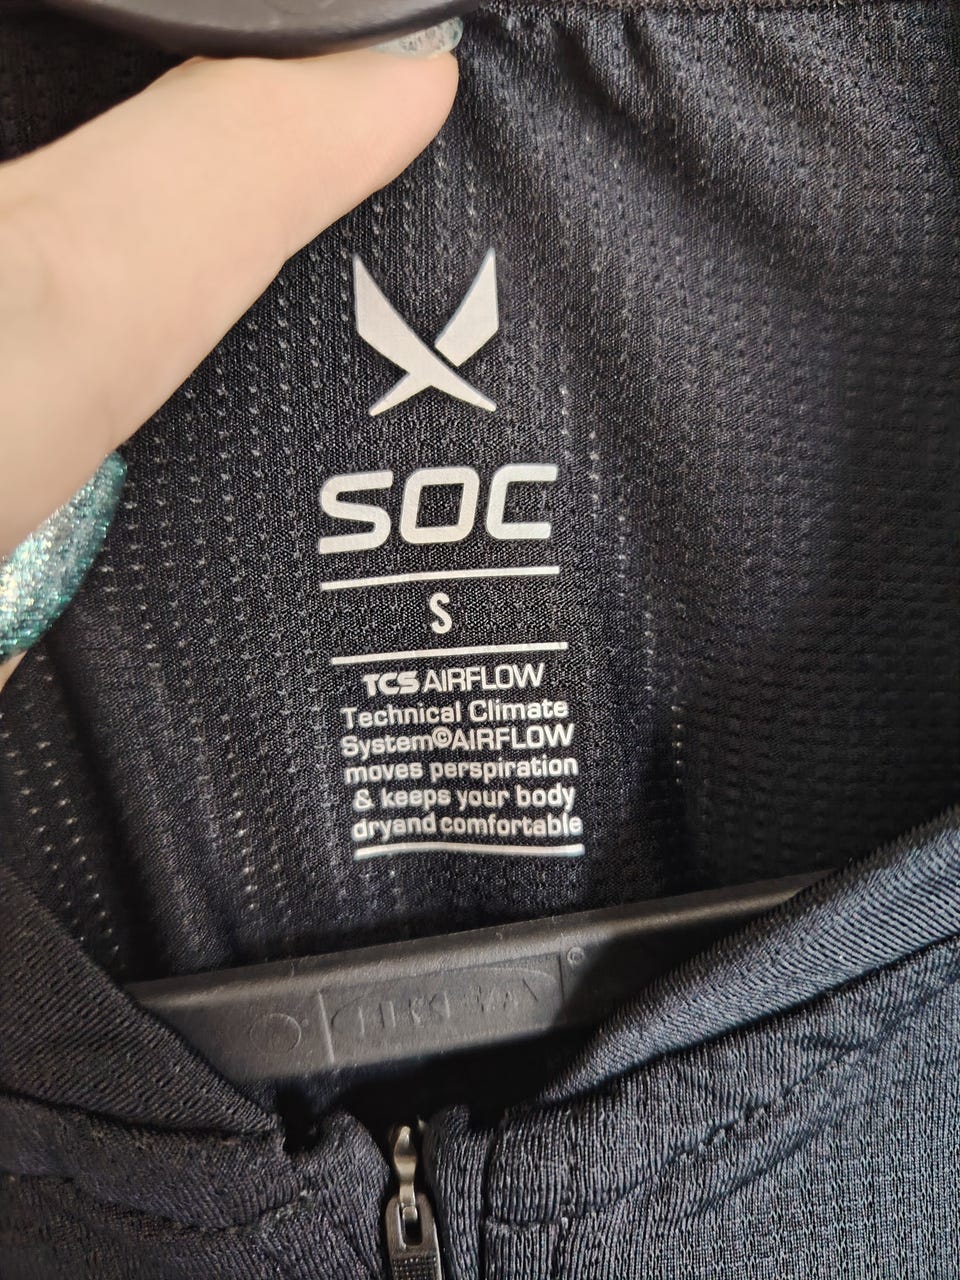 SOC
S
TCS AIRFLOW
Technical Climate
System©AIRFLOW
moves perspiration
& keeps your body
dryand comfortable